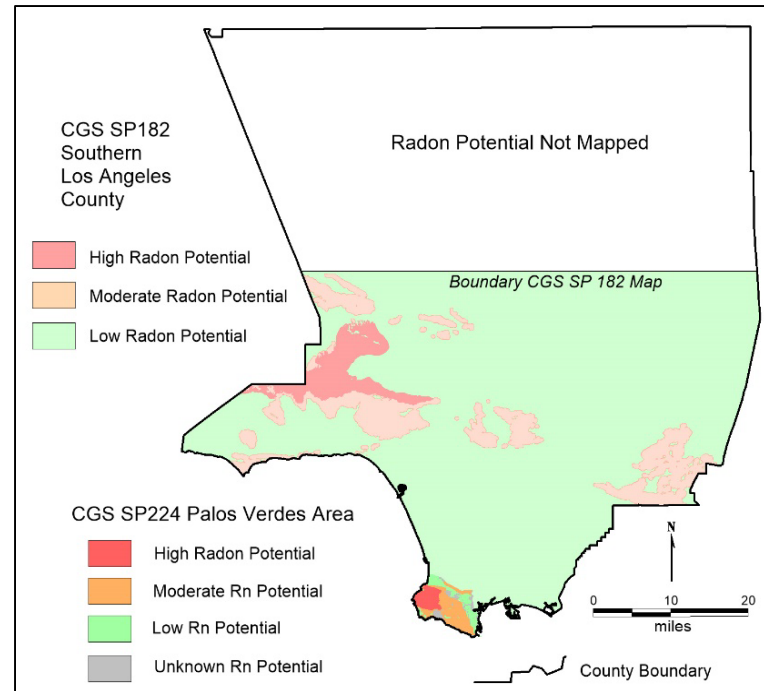 CGS SP182
Southern
Los Angeles
County
Radon Potential Not Mapped
High Radon Potential
Moderate Radon Potential
Low Radon Potential
Boundary CGS SP 182 Map
CGS SP224 Palos Verdes Area
High Radon Potential
Moderate Rn Potential
Low Rn Potential
Unknown Rn Potential
N
0 10 20
miles
County Boundary